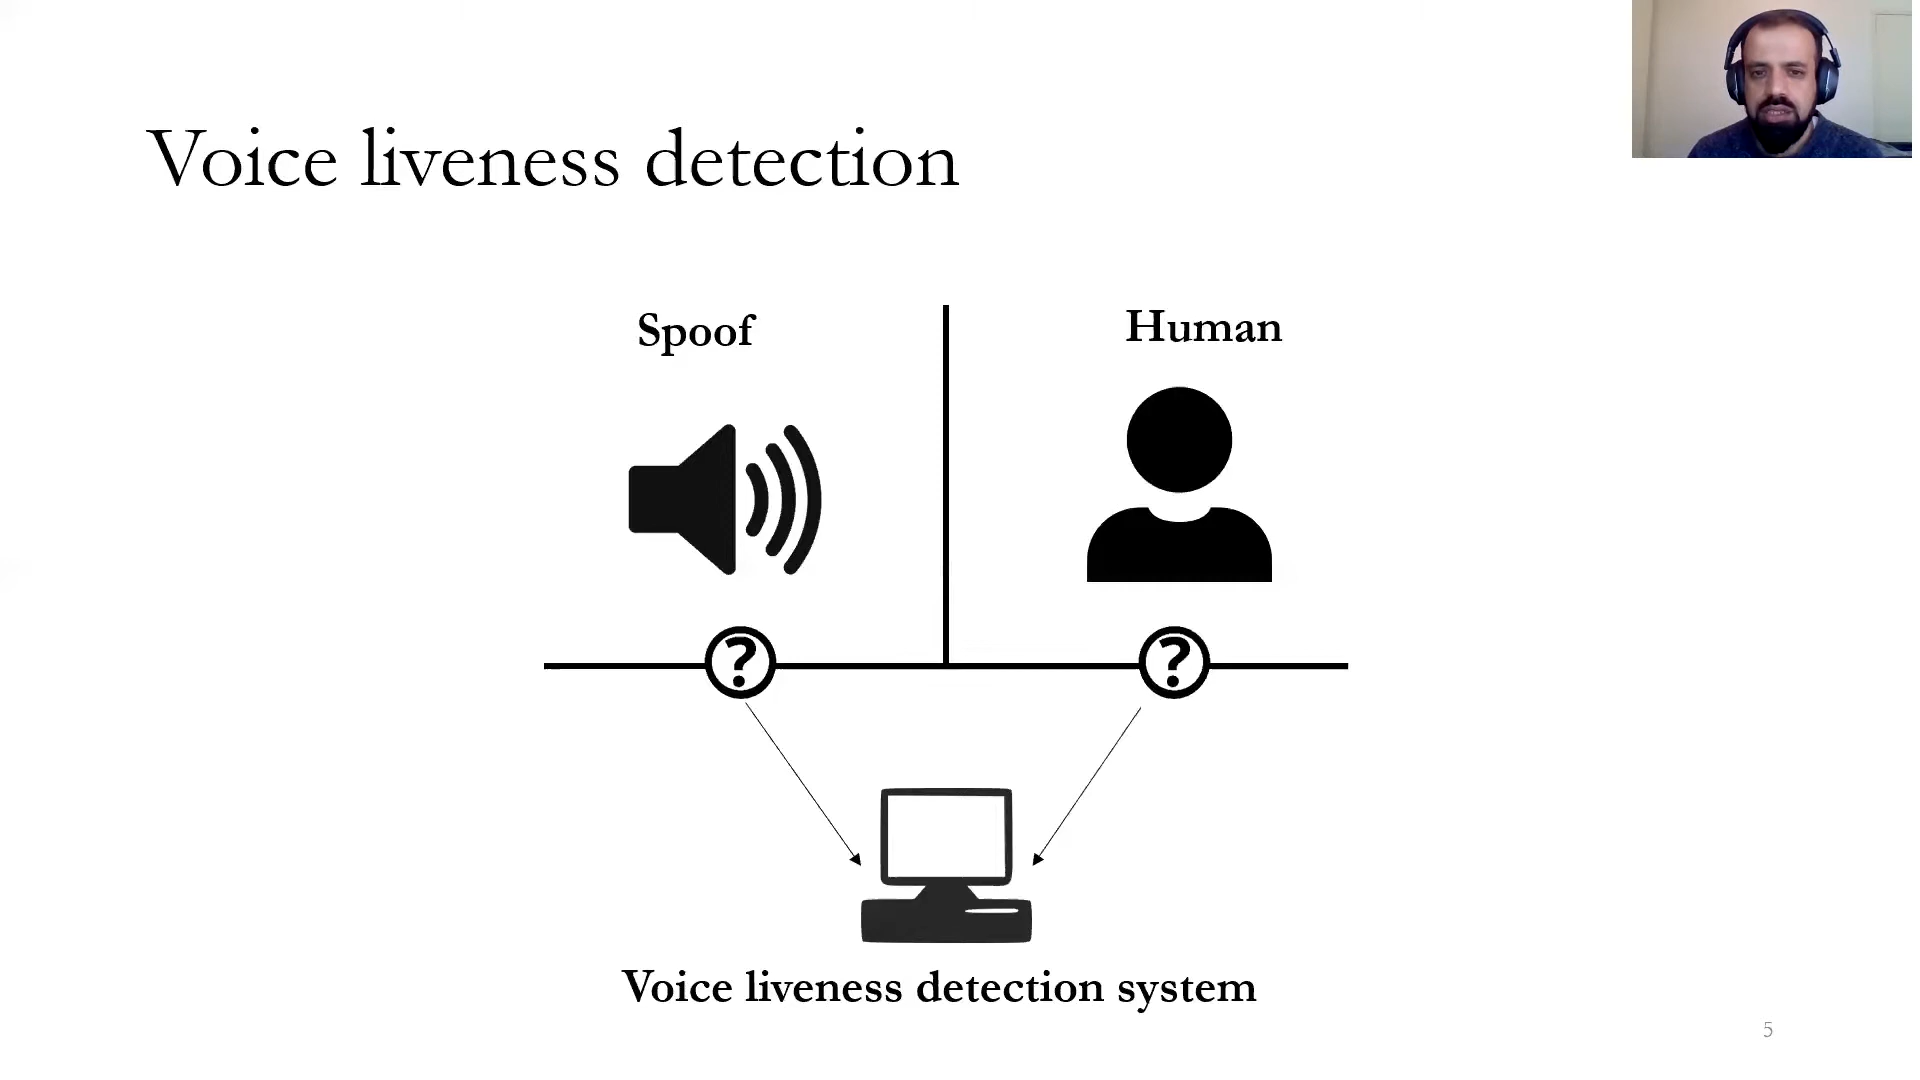 Voice liveness detection
Spoof
Human
?
?
Voice liveness detection system
5